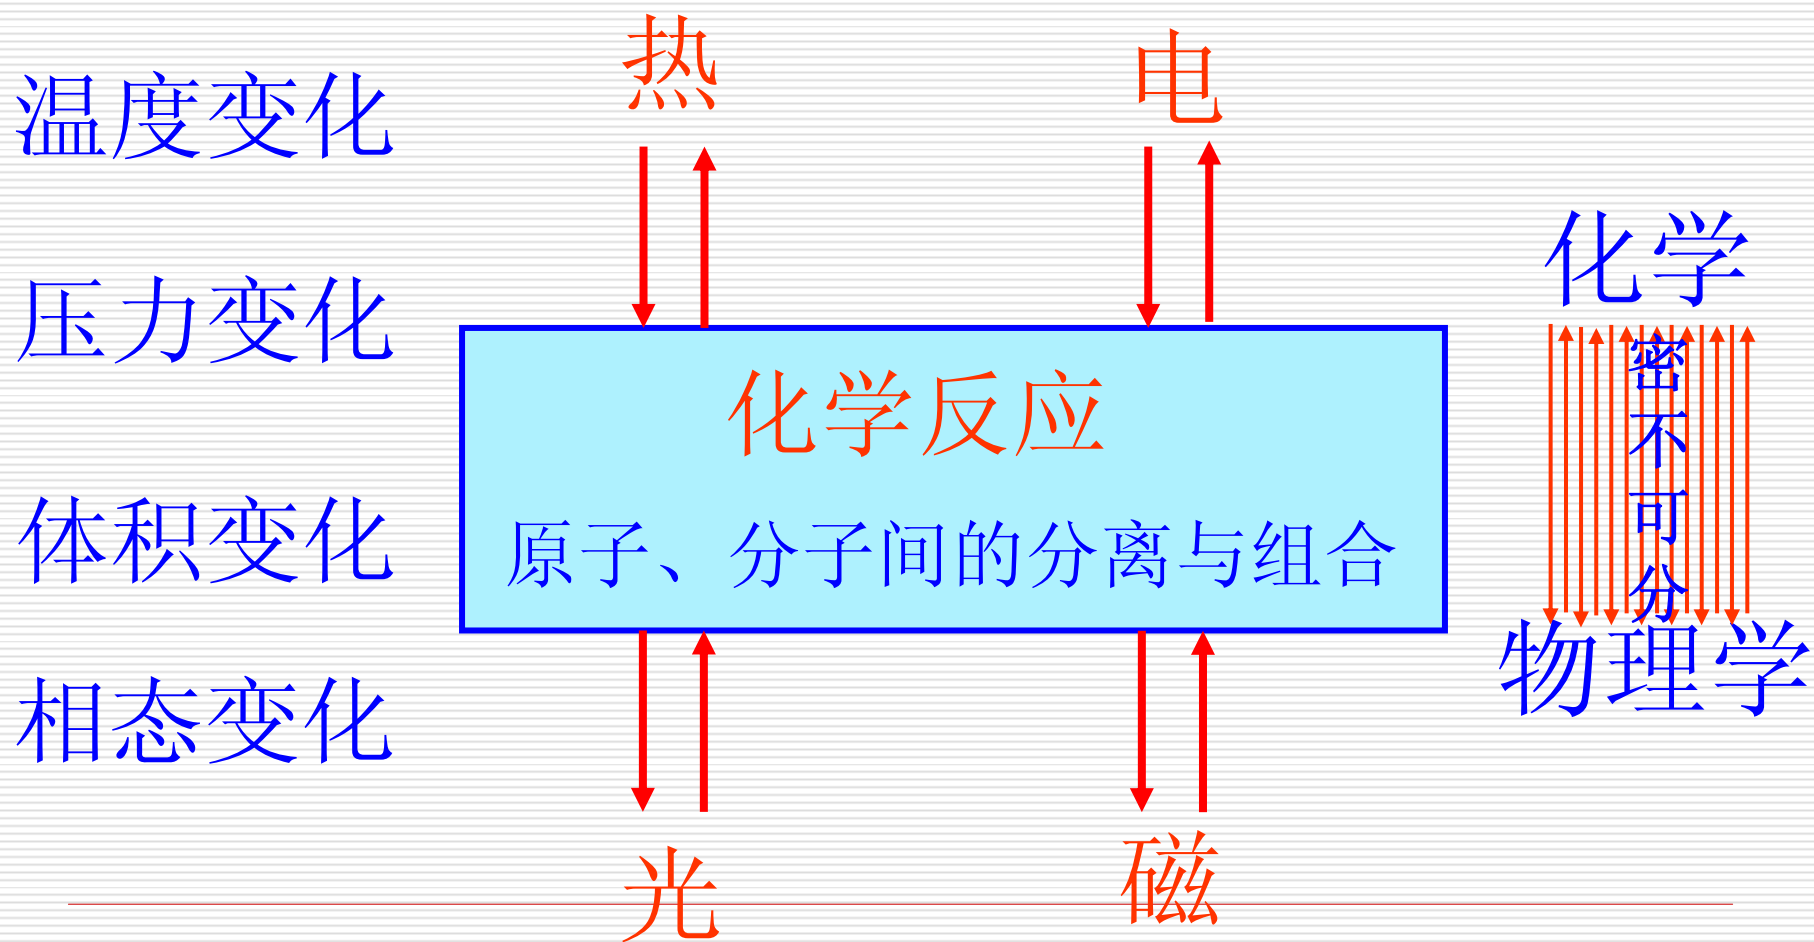 热
电
温度变化
压力变化
体积变化
相态变化
化学反应
原子、分子间的分离与组合
化学
密不可分
物理学
光
磁